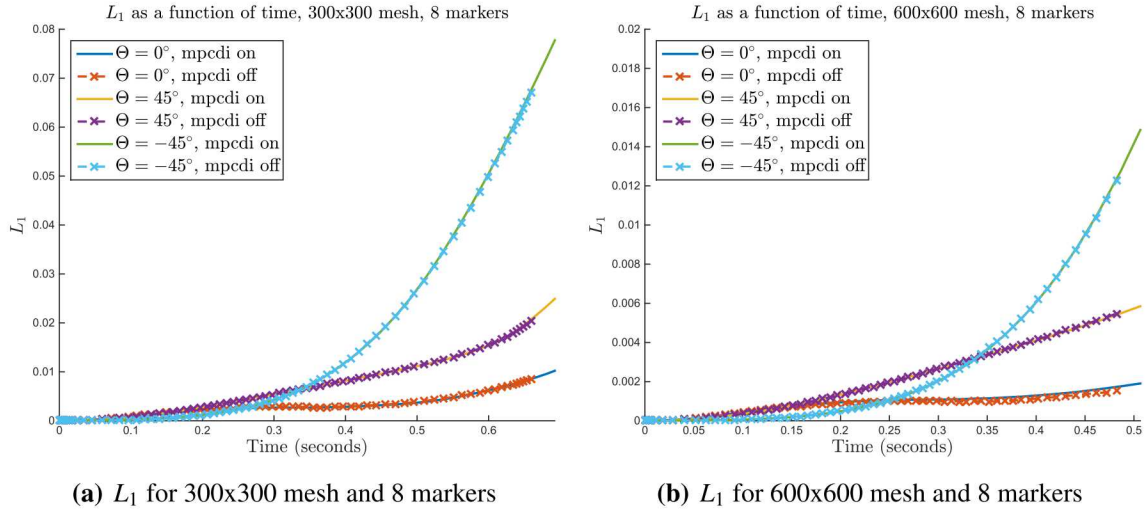 L₁ as a function of time, 300x300 mesh, 8 markers
0.08
0.07
0.06
0.05
0.04
0.03
0.02
0.01
0
L₁
Θ = 0°, mpcdi on
Θ = 0°, mpcdi off
Θ = 45°, mpcdi on
Θ = 45°, mpcdi off
Θ = −45°, mpcdi on
Θ = −45°, mpcdi off
0 0.1 0.2 0.3 0.4 0.5 0.6
Time (seconds)
(a) L₁ for 300x300 mesh and 8 markers
L₁ as a function of time, 600x600 mesh, 8 markers
0.02
0.018
0.016
0.014
0.012
0.01
0.008
0.006
0.004
0.002
0
L₁
Θ = 0°, mpcdi on
Θ = 0°, mpcdi off
Θ = 45°, mpcdi on
Θ = 45°, mpcdi off
Θ = −45°, mpcdi on
Θ = −45°, mpcdi off
0 0.05 0.1 0.15 0.2 0.25 0.3 0.35 0.4 0.45 0.5
Time (seconds)
(b) L₁ for 600x600 mesh and 8 markers